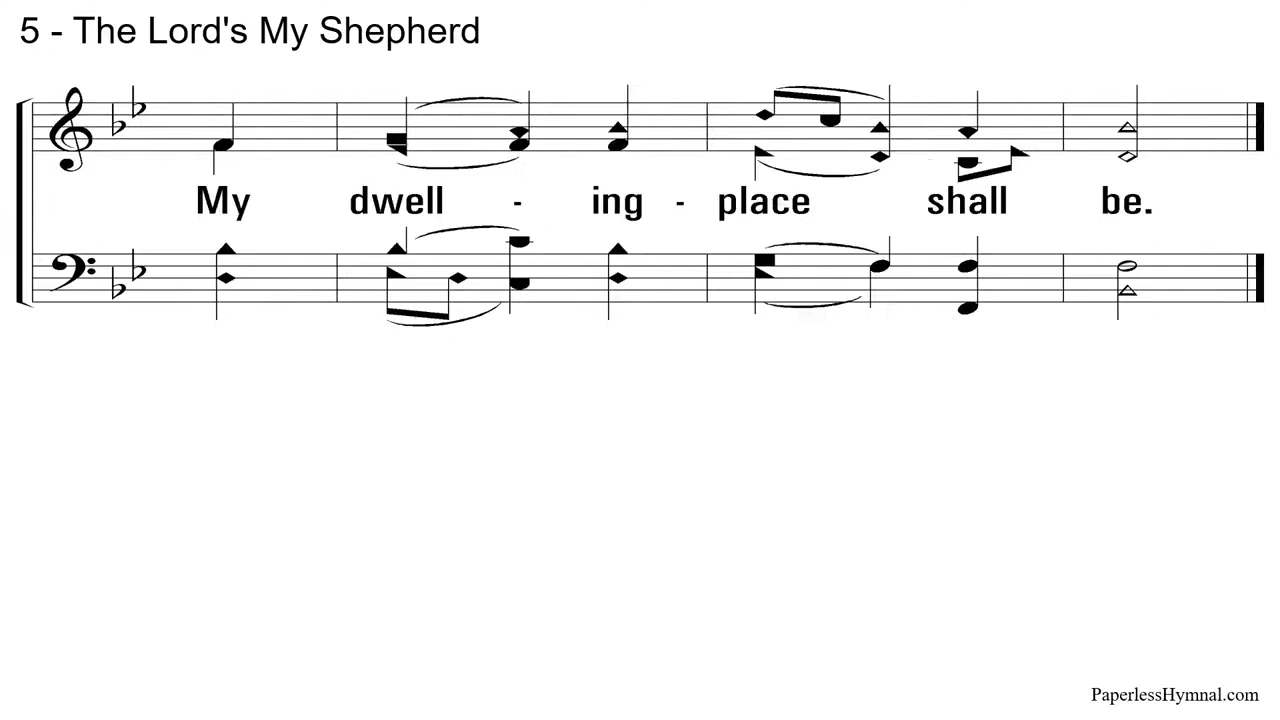 5 - The Lord's My Shepherd
My dwell - ing - place shall be.
PaperlessHymnal.com